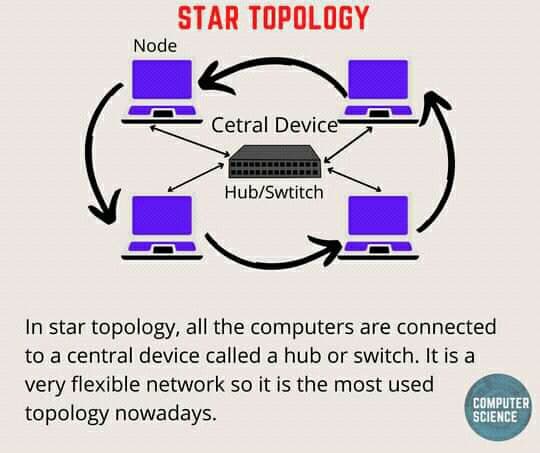 STAR TOPOLOGY
Node
Cetral Device
Hub/Swtitch
In star topology, all the computers are connected
to a central device called a hub or switch. It is a
very flexible network so it is the most used
topology nowadays.
COMPUTER
SCIENCE